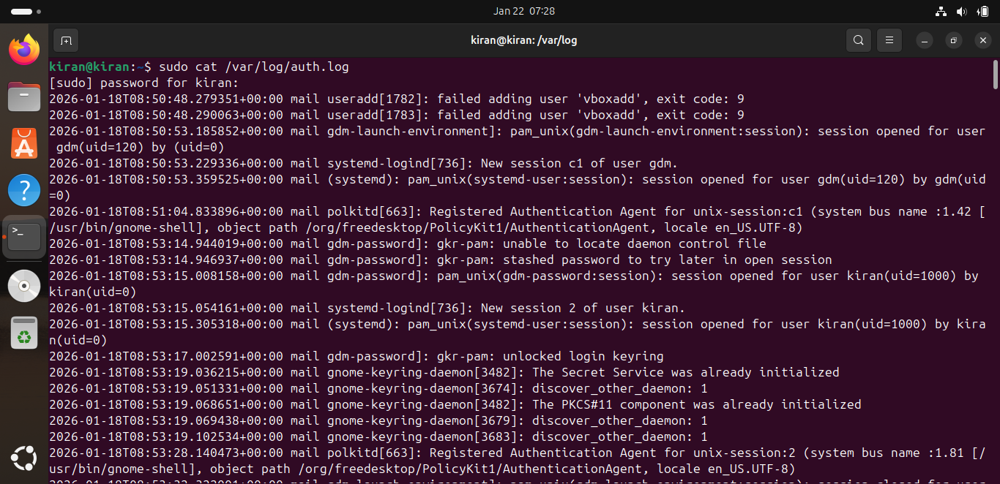 Jan 22 07:28
kiran@kiran: /var/log
kiran@kiran:~$ sudo cat /var/log/auth.log
[sudo] password for kiran:
2026-01-18T08:50:48.279351+00:00 mail useradd[1782]: failed adding user 'vboxadd', exit code: 9
2026-01-18T08:50:48.290063+00:00 mail useradd[1783]: failed adding user 'vboxadd', exit code: 9
2026-01-18T08:50:53.185852+00:00 mail gdm-launch-environment]: pam_unix(gdm-launch-environment:session): session opened for user
gdm(uid=120) by (uid=0)
2026-01-18T08:50:53.229336+00:00 mail systemd-logind[736]: New session c1 of user gdm.
2026-01-18T08:50:53.359525+00:00 mail (systemd): pam_unix(systemd-user:session): session opened for user gdm(uid=120) by gdm(uid
=0)
2026-01-18T08:51:04.833896+00:00 mail polkitd[663]: Registered Authentication Agent for unix-session:c1 (system bus name :1.42 [
/usr/bin/gnome-shell], object path /org/freedesktop/PolicyKit1/AuthenticationAgent, locale en_US.UTF-8)
2026-01-18T08:53:14.944019+00:00 mail gdm-password]: gkr-pam: unable to locate daemon control file
2026-01-18T08:53:14.946937+00:00 mail gdm-password]: gkr-pam: stashed password to try later in open session
2026-01-18T08:53:15.008158+00:00 mail gdm-password]: pam_unix(gdm-password:session): session opened for user kiran(uid=1000) by
kiran(uid=0)
2026-01-18T08:53:15.054161+00:00 mail systemd-logind[736]: New session 2 of user kiran.
2026-01-18T08:53:15.305318+00:00 mail (systemd): pam_unix(systemd-user:session): session opened for user kiran(uid=1000) by kira
n(uid=0)
2026-01-18T08:53:17.002591+00:00 mail gdm-password]: gkr-pam: unlocked login keyring
2026-01-18T08:53:19.036215+00:00 mail gnome-keyring-daemon[3482]: The Secret Service was already initialized
2026-01-18T08:53:19.051331+00:00 mail gnome-keyring-daemon[3674]: discover_other_daemon: 1
2026-01-18T08:53:19.068651+00:00 mail gnome-keyring-daemon[3482]: The PKCS#11 component was already initialized
2026-01-18T08:53:19.069438+00:00 mail gnome-keyring-daemon[3679]: discover_other_daemon: 1
2026-01-18T08:53:19.102534+00:00 mail gnome-keyring-daemon[3683]: discover_other_daemon: 1
2026-01-18T08:53:28.140473+00:00 mail polkitd[663]: Registered Authentication Agent for unix-session:2 (system bus name :1.81 [/
usr/bin/gnome-shell], object path /org/freedesktop/PolicyKit1/AuthenticationAgent, locale en_US.UTF-8)